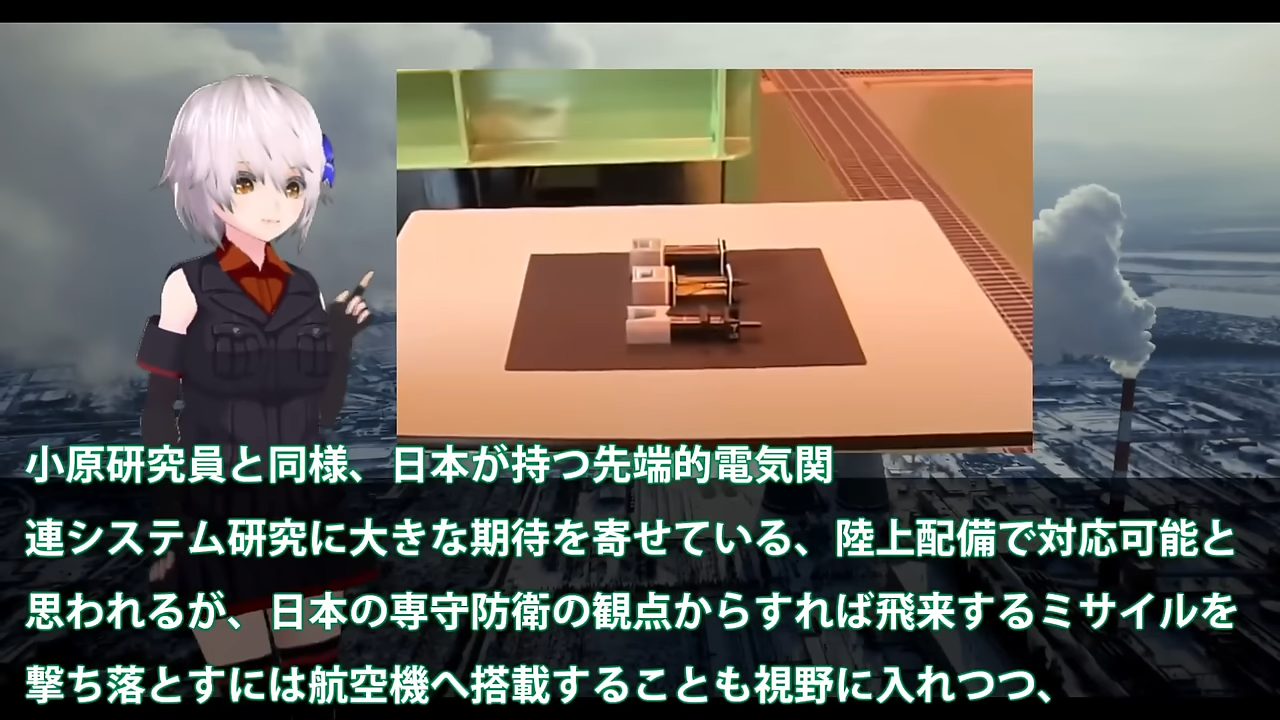 小原研究員と同様、日本が持つ先端的電気関
連システム研究に大きな期待を寄せている、陸上配備で対応可能と
思われるが、日本の専守防衛の観点からすれば飛来するミサイルを
撃ち落とすには航空機へ搭載することも視野に入れつつ、